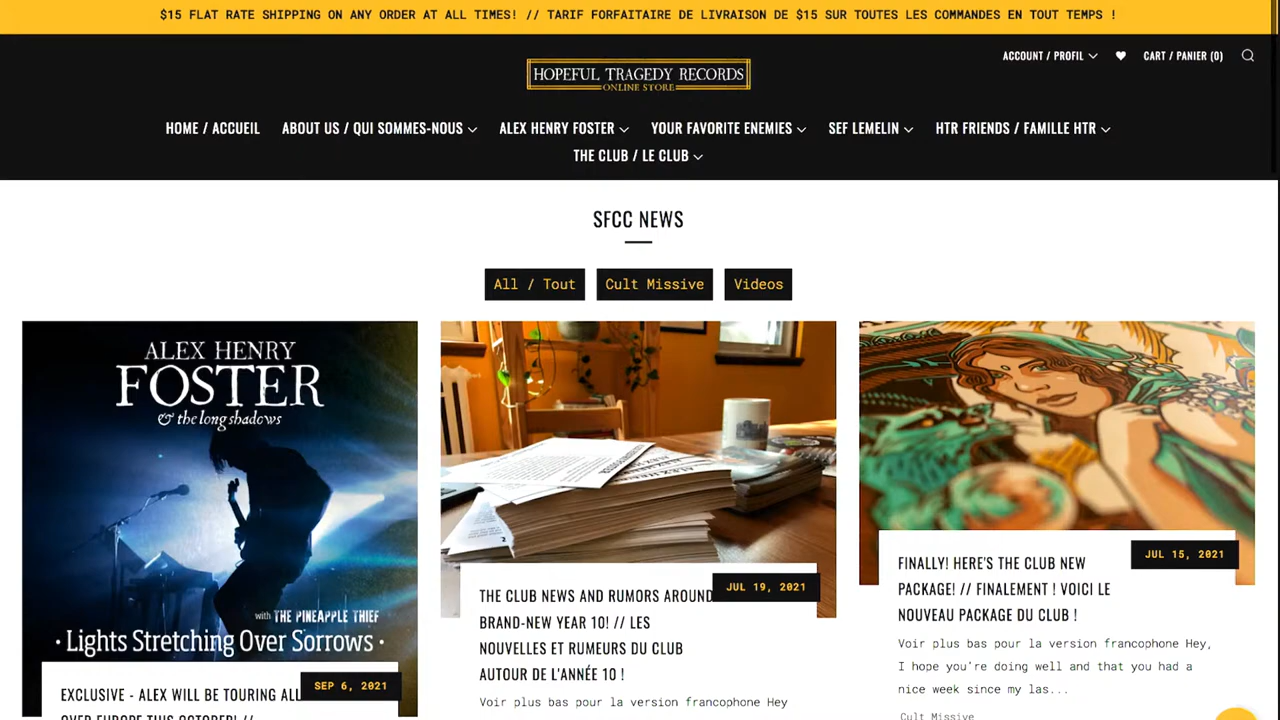 $15 FLAT RATE SHIPPING ON ANY ORDER AT ALL TIMES! // TARIF FORFAITAIRE DE LIVRAISON DE $15 SUR TOUTES LES COMMANDES EN TOUT TEMPS !
ACCOUNT / PROFIL
CART / PANIER (0)
HOPEFUL TRAGEDY RECORDS
ONLINE STORE
HOME / ACCUEIL ABOUT US / QUI SOMMES-NOUS ALEX HENRY FOSTER YOUR FAVORITE ENEMIES SEF LEMELIN HTR FRIENDS / FAMILLE HTR
THE CLUB / LE CLUB
SFCC NEWS
All / Tout Cult Missive Videos
ALEX HENRY
FOSTER
& the long shadows
with THE PINEAPPLE THIEF
• Lights Stretching Over Sorrows •
SEP 6, 2021
EXCLUSIVE - ALEX WILL BE TOURING ALL
OVER EUROPE THIS OCTOBER! //
JUL 19, 2021
THE CLUB NEWS AND RUMORS AROUND
BRAND-NEW YEAR 10! // LES
NOUVELLES ET RUMEURS DU CLUB
AUTOUR DE L'ANNÉE 10 !
Voir plus bas pour la version francophone Hey
JUL 15, 2021
FINALLY! HERE'S THE CLUB NEW
PACKAGE! // FINALEMENT ! VOICI LE
NOUVEAU PACKAGE DU CLUB !
Voir plus bas pour la version francophone Hey,
I hope you're doing well and that you had a
nice week since my las...
Cult Missive